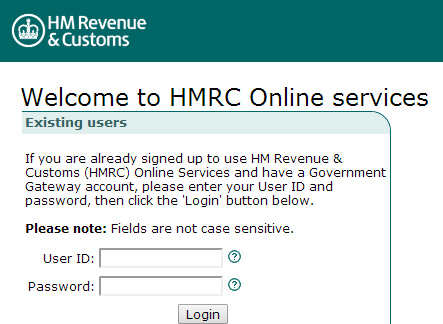 HM Revenue
& Customs
Welcome to HMRC Online services
Existing users
If you are already signed up to use HM Revenue &
Customs (HMRC) Online Services and have a Government
Gateway account, please enter your User ID and
password, then click the 'Login' button below.
Please note: Fields are not case sensitive.
User ID: ?
Password: ?
Login